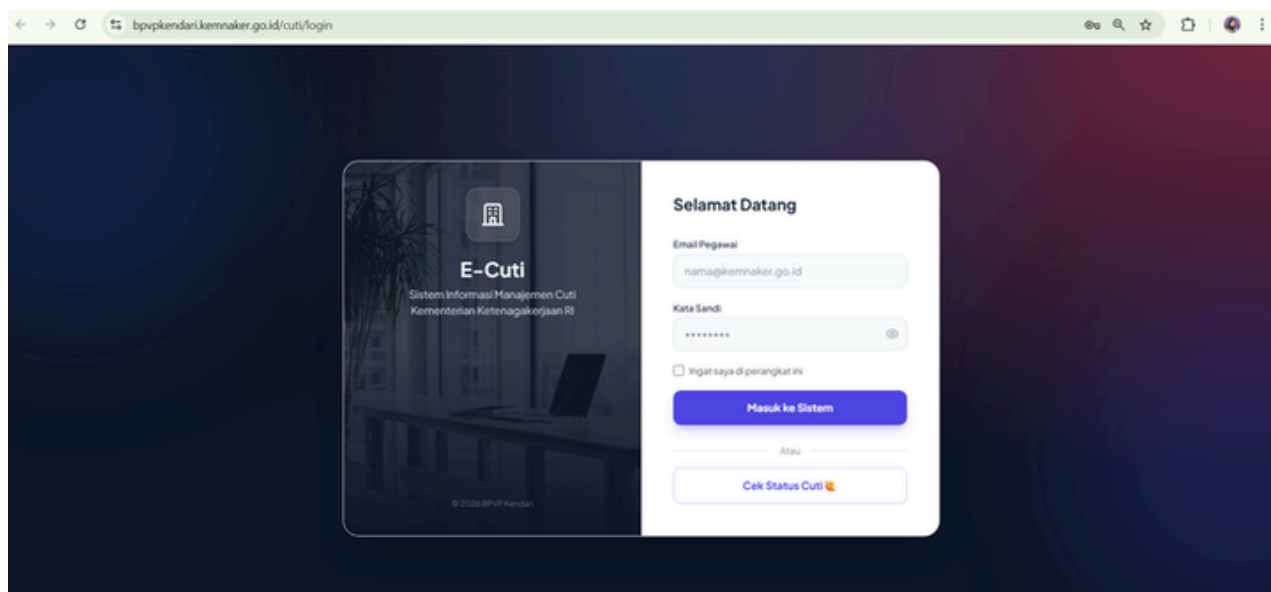 bpvpkendari.kemnaker.go.id/cuti/login
E-Cuti
Sistem Informasi Manajemen Cuti
Kementerian Ketenagakerjaan RI
© 2026 BPVP Kendari
Selamat Datang
Email Pegawai
nama@kemnaker.go.id
Kata Sandi
Ingat saya di perangkat ini
Masuk ke Sistem
Atau
Cek Status Cuti